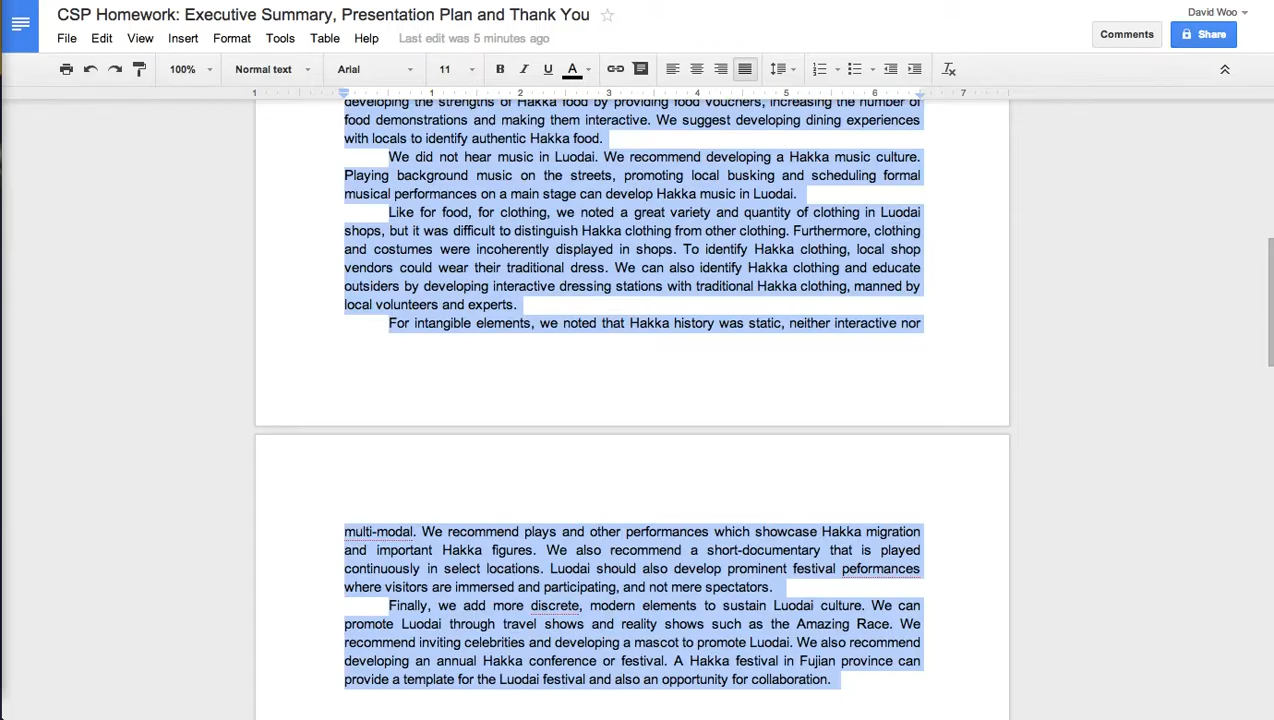 CSP Homework: Executive Summary, Presentation Plan and Thank You
David Woo
File Edit View Insert Format Tools Table Help Last edit was 5 minutes ago
Comments Share
100% Normal text Arial 11 B I U A
1 1 2 3 4 5 6 7
developing the strengths of Hakka food by providing food vouchers, increasing the number of
food demonstrations and making them interactive. We suggest developing dining experiences
with locals to identify authentic Hakka food.
We did not hear music in Luodai. We recommend developing a Hakka music culture.
Playing background music on the streets, promoting local busking and scheduling formal
musical performances on a main stage can develop Hakka music in Luodai.
Like for food, for clothing, we noted a great variety and quantity of clothing in Luodai
shops, but it was difficult to distinguish Hakka clothing from other clothing. Furthermore, clothing
and costumes were incoherently displayed in shops. To identify Hakka clothing, local shop
vendors could wear their traditional dress. We can also identify Hakka clothing and educate
outsiders by developing interactive dressing stations with traditional Hakka clothing, manned by
local volunteers and experts.
For intangible elements, we noted that Hakka history was static, neither interactive nor
multi-modal. We recommend plays and other performances which showcase Hakka migration
and important Hakka figures. We also recommend a short-documentary that is played
continuously in select locations. Luodai should also develop prominent festival peformances
where visitors are immersed and participating, and not mere spectators.
Finally, we add more discrete, modern elements to sustain Luodai culture. We can
promote Luodai through travel shows and reality shows such as the Amazing Race. We
recommend inviting celebrities and developing a mascot to promote Luodai. We also recommend
developing an annual Hakka conference or festival. A Hakka festival in Fujian province can
provide a template for the Luodai festival and also an opportunity for collaboration.